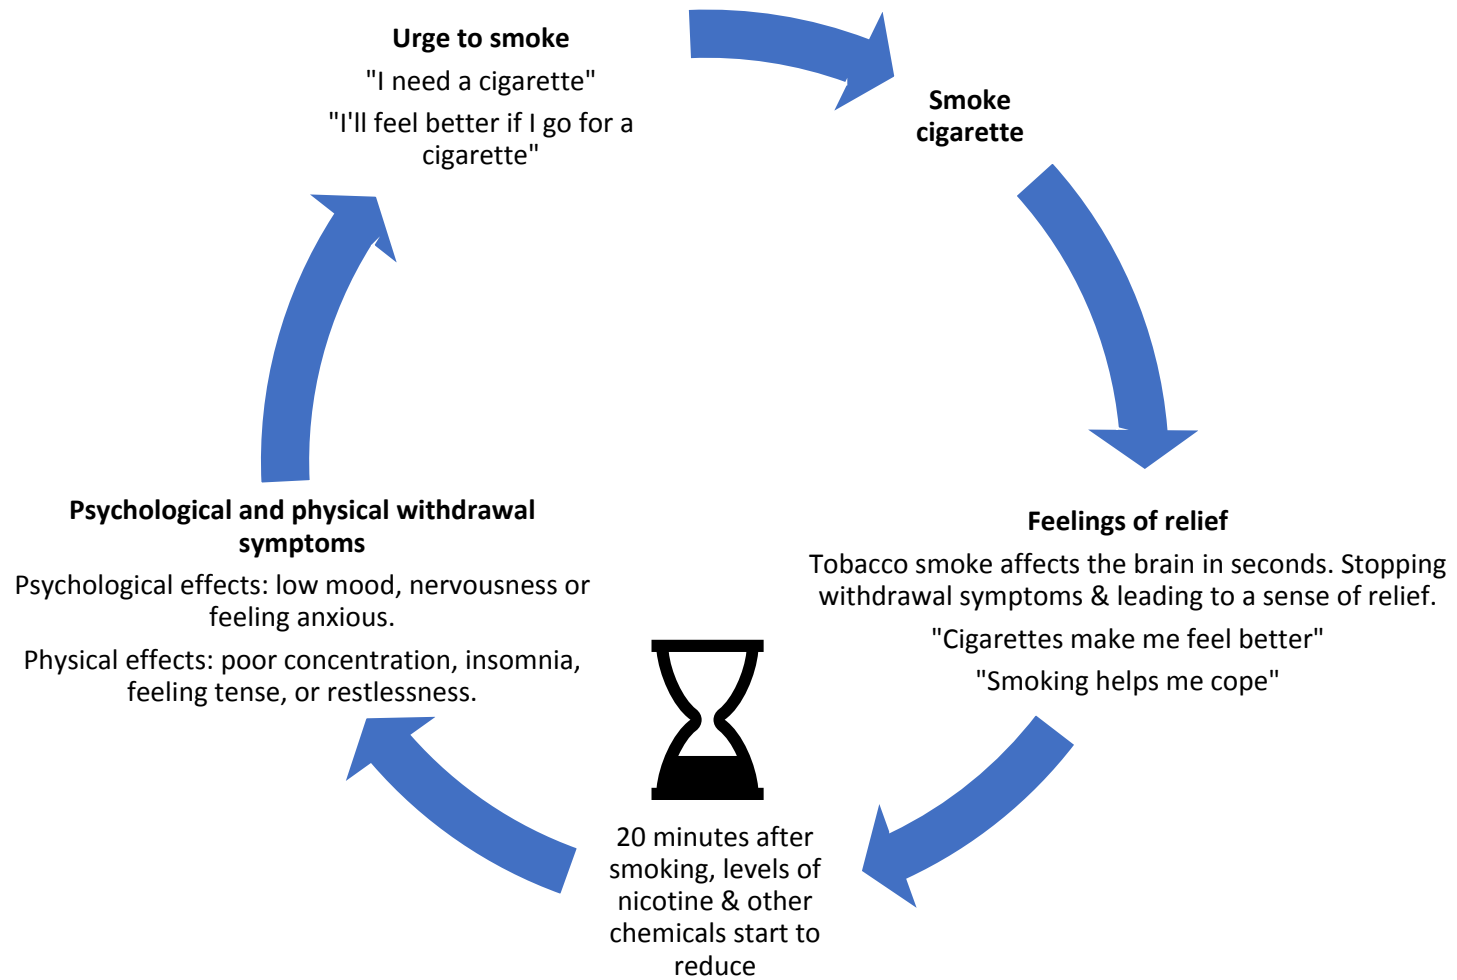 Urge to smoke
"I need a cigarette"
"I'll feel better if I go for a
cigarette"
Smoke
cigarette
Feelings of relief
Tobacco smoke affects the brain in seconds. Stopping
withdrawal symptoms & leading to a sense of relief.
"Cigarettes make me feel better"
"Smoking helps me cope"
20 minutes after
smoking, levels of
nicotine & other
chemicals start to
reduce
Psychological and physical withdrawal
symptoms
Psychological effects: low mood, nervousness or
feeling anxious.
Physical effects: poor concentration, insomnia,
feeling tense, or restlessness.